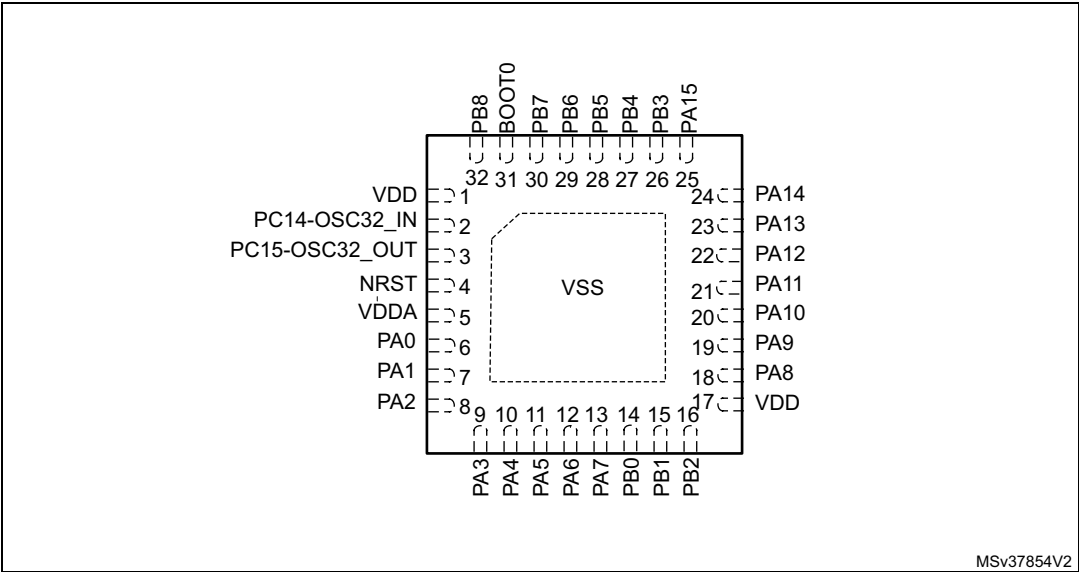 PB8 BOOT0 PB7 PB6 PB5 PB4 PB3 PA15
32 31 30 29 28 27 26 25
VDD 1 24 PA14
PC14-OSC32_IN 2 23 PA13
PC15-OSC32_OUT 3 22 PA12
NRST 4 VSS 21 PA11
VDDA 5 20 PA10
PA0 6 19 PA9
PA1 7 18 PA8
PA2 8 17 VDD
9 10 11 12 13 14 15 16
PA3 PA4 PA5 PA6 PA7 PB0 PB1 PB2
MSv37854V2